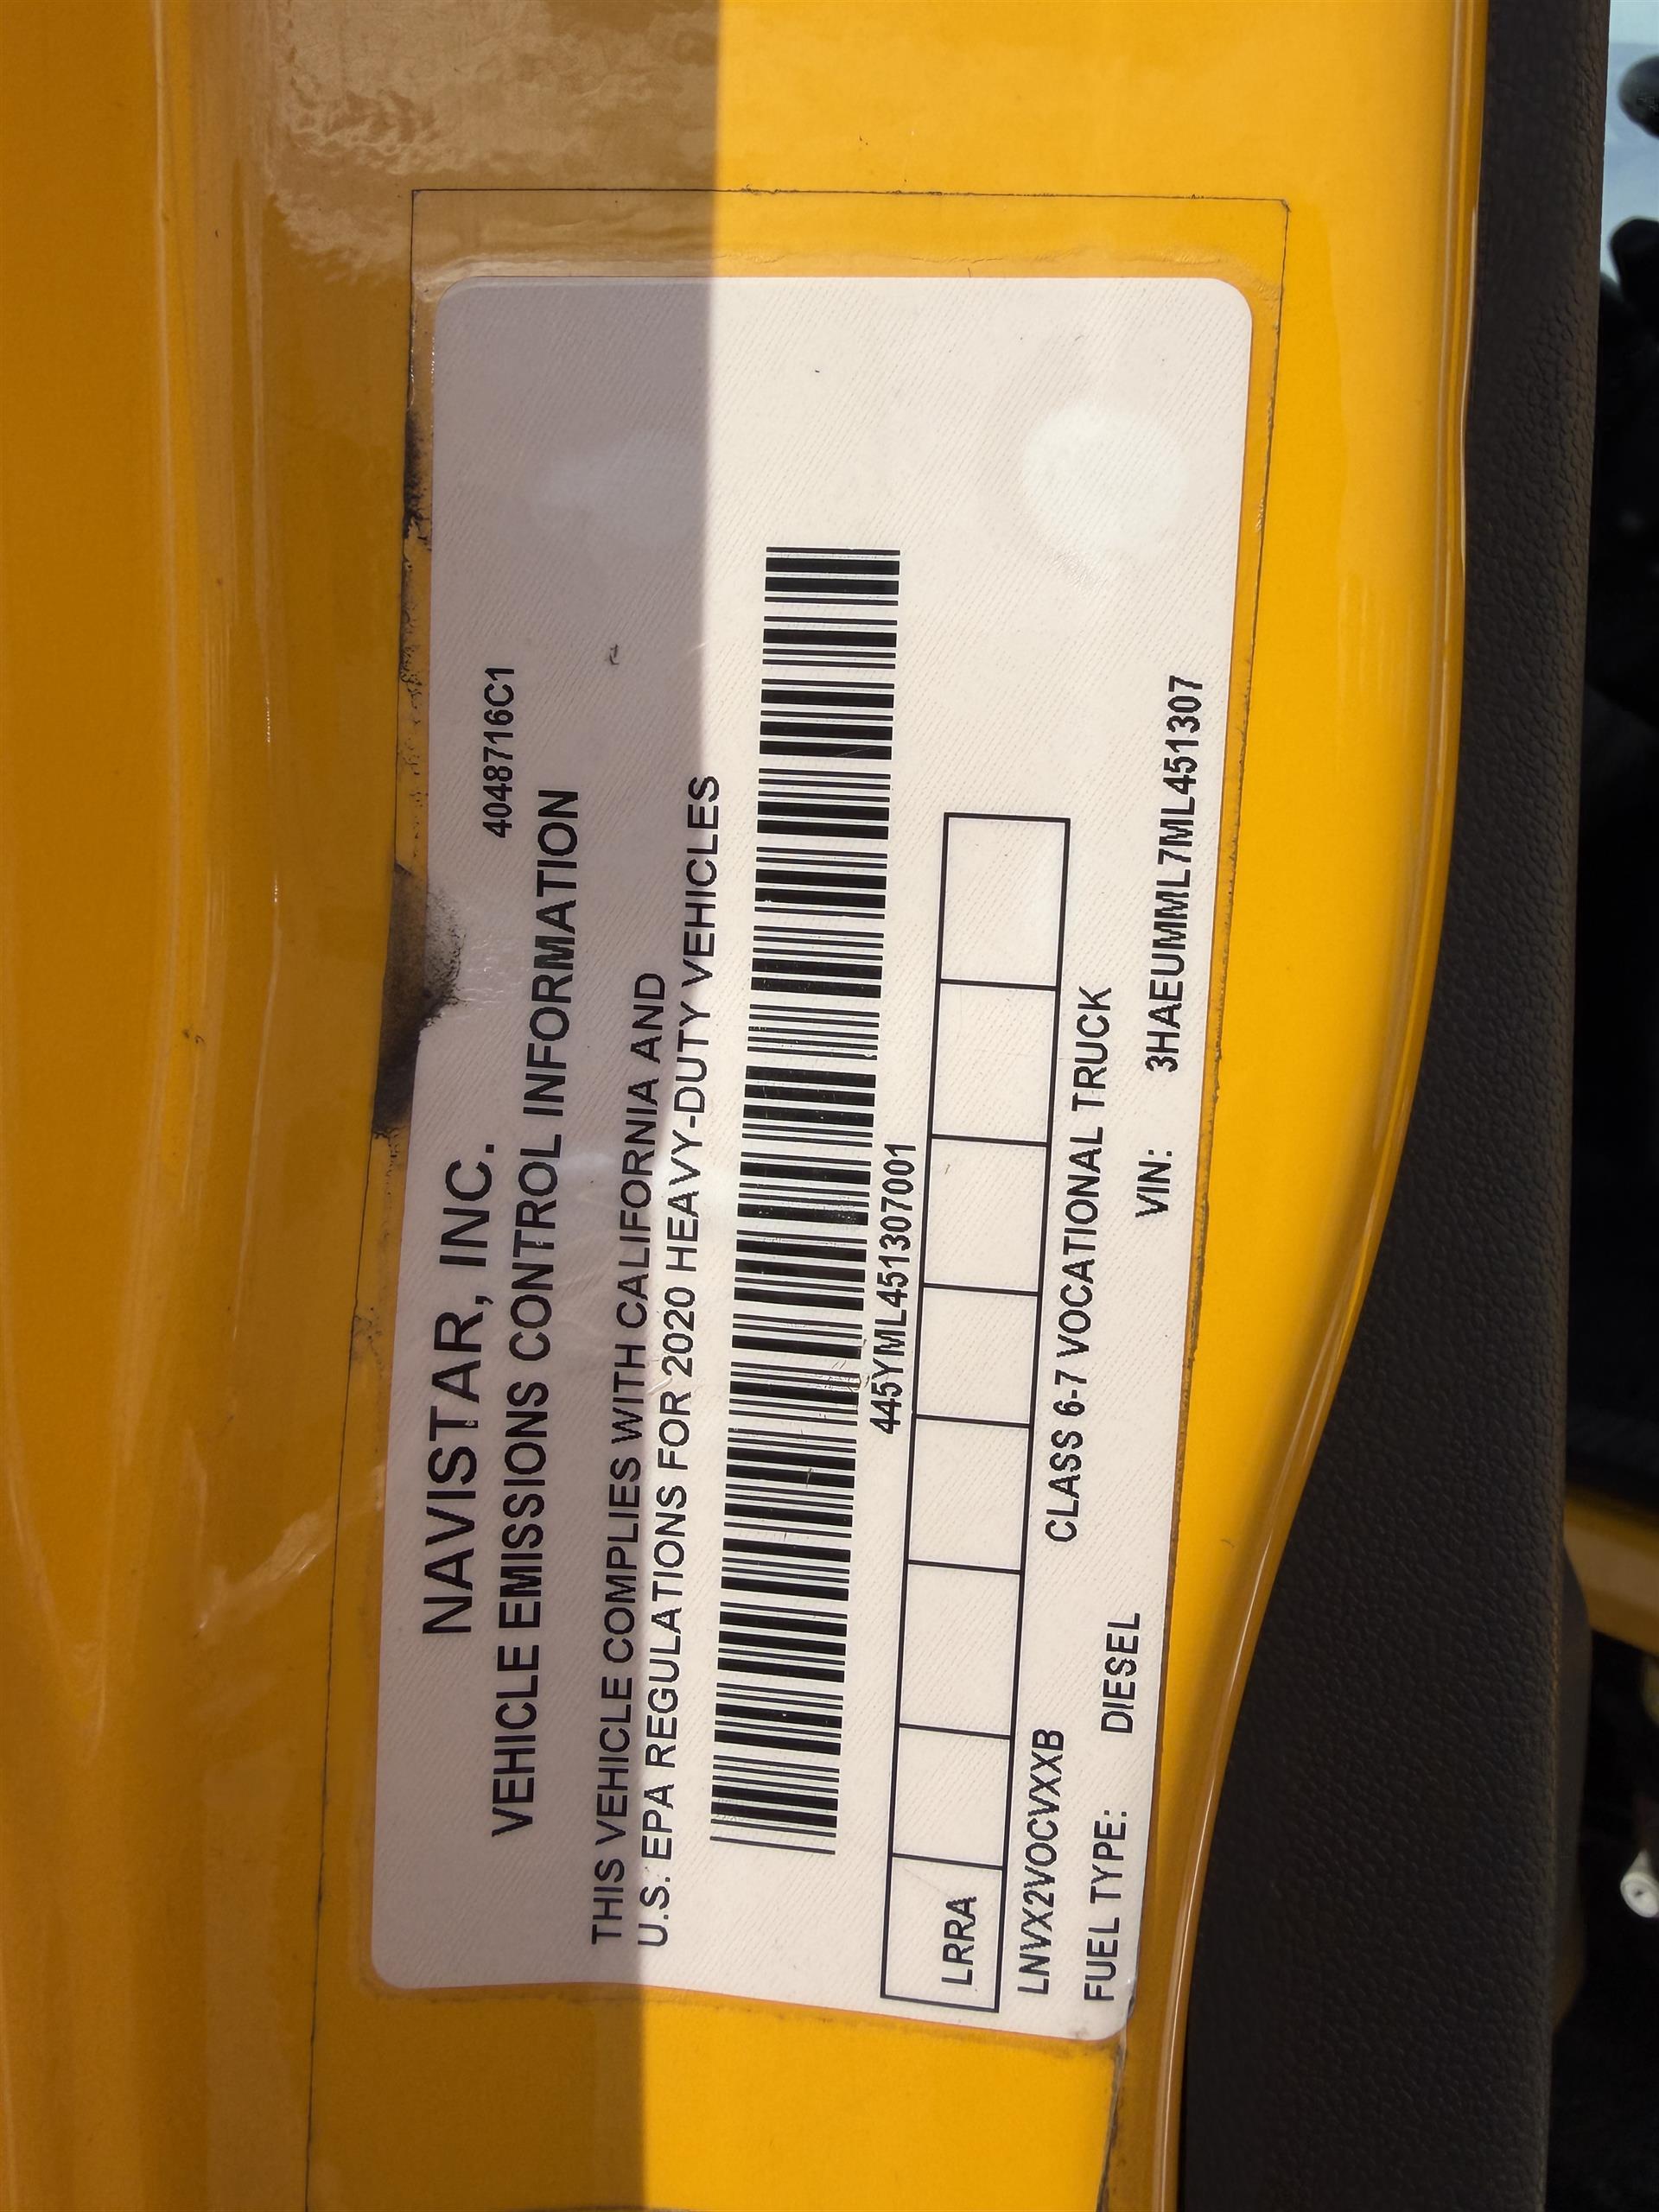 4048716C1
NAVISTAR, INC.
VEHICLE EMISSIONS CONTROL INFORMATION
THIS VEHICLE COMPLIES WITH CALIFORNIA AND
U.S. EPA REGULATIONS FOR 2020 HEAVY-DUTY VEHICLES
445YML451307001
LRRA
LNVX2VOCVXXB CLASS 6-7 VOCATIONAL TRUCK
FUEL TYPE: DIESEL VIN: 3HAEUMML7ML451307